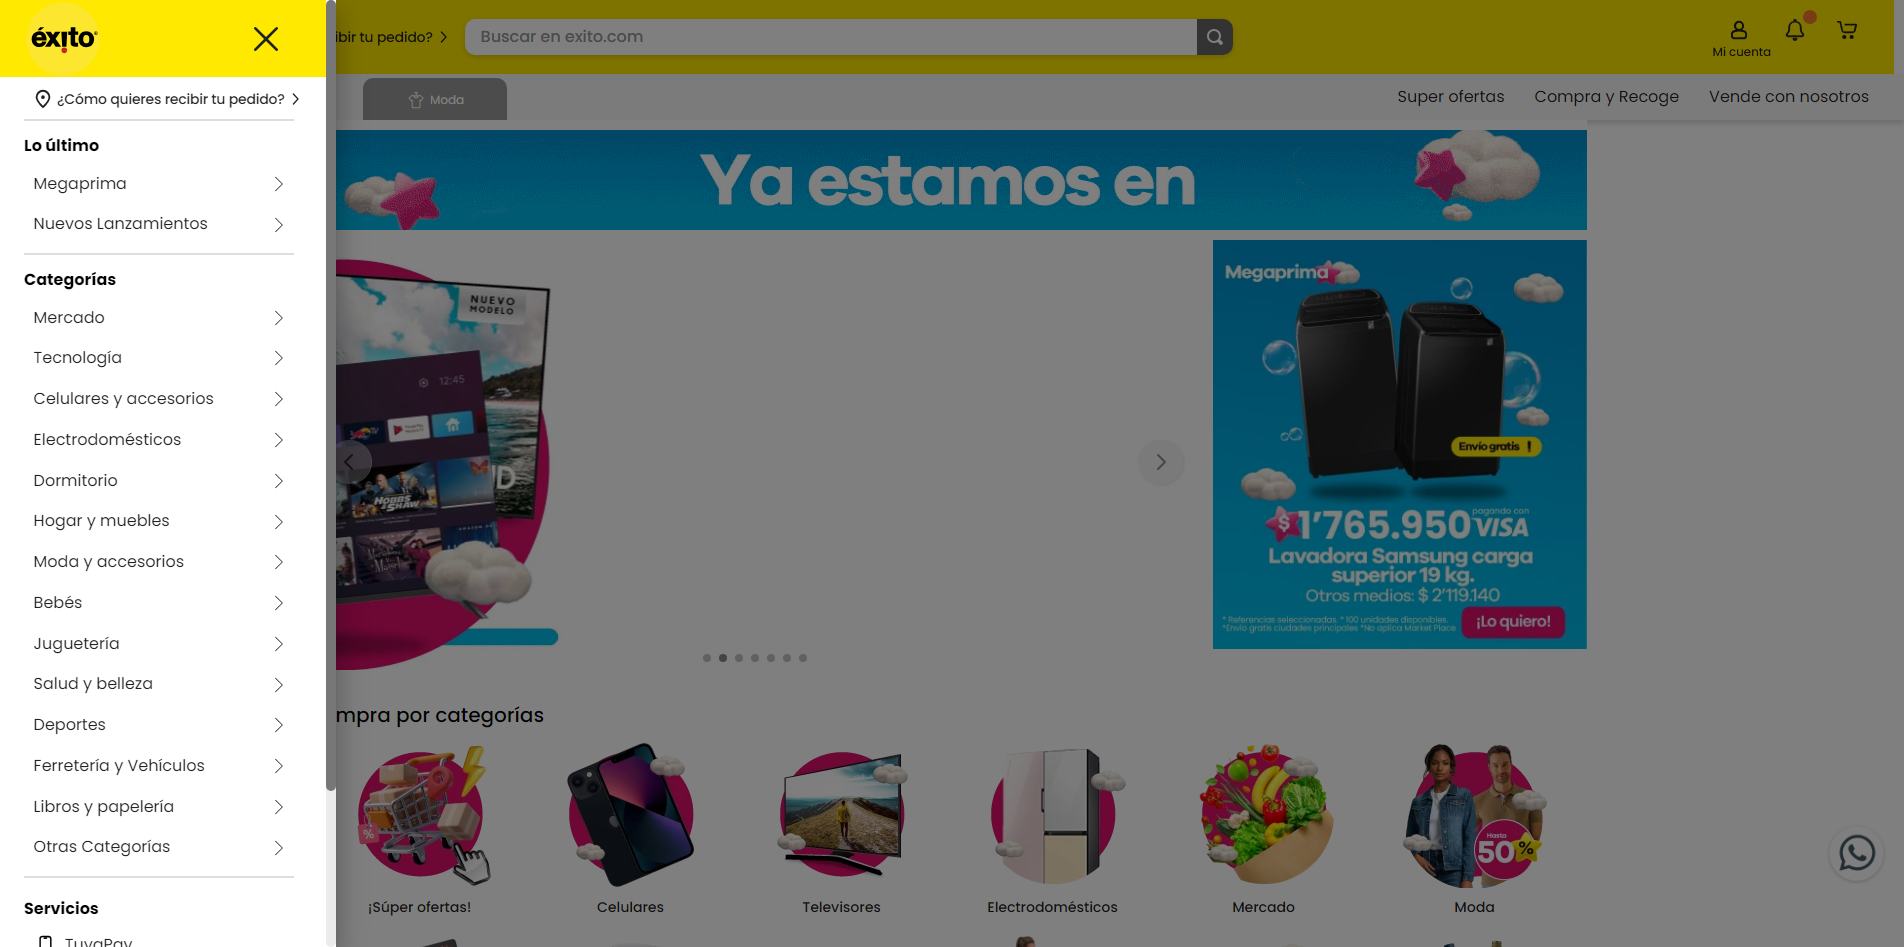 éxito
¿Cómo quieres recibir tu pedido?
Lo último
Megaprima
Nuevos Lanzamientos
Categorías
Mercado
Tecnología
Celulares y accesorios
Electrodomésticos
Dormitorio
Hogar y muebles
Moda y accesorios
Bebés
Juguetería
Salud y belleza
Deportes
Ferretería y Vehículos
Libros y papelería
Otras Categorías
Servicios
TuyaPay
ibir tu pedido?
Buscar en exito.com
Mi cuenta
Moda
Super ofertas
Compra y Recoge
Vende con nosotros
Ya estamos en
NUEVO
MODELO
12:45
HOBBS
& SHAW
D
Megaprima
Envío gratis !
$1'765.950 pagando con VISA
Lavadora Samsung carga
superior 19 kg.
Otros medios: $ 2'119.140
* Referencias seleccionadas. * 100 unidades disponibles.
*Envío gratis ciudades principales *No aplica Market Place
¡Lo quiero!
mpra por categorías
%
Hasta
50%
¡Súper ofertas!
Celulares
Televisores
Electrodomésticos
Mercado
Moda